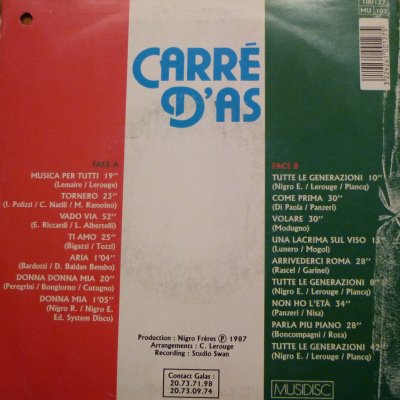 100127
MU 102
CARRÉ
D'AS
FACE A
MUSICA PER TUTTI 19"
(Lemaire / Lerouge)
TORNERO 23"
(I. Polizzi / C. Natili / M. Ramoino)
VADO VIA 52"
(E. Riccardi / L. Albertelli)
TI AMO 25"
(Bigazzi / Tozzi)
ARIA 1'04"
(Bardotti / D. Baldan Bembo)
DONNA DONNA MIA 20"
(Peregrini / Bongiorno / Cutugno)
DONNA MIA 1'05"
(Nigro R. / Nigro E.
Ed. System Disco)
FACE B
TUTTE LE GENERAZIONI 10"
(Nigro E. / Lerouge / Plancq)
COME PRIMA 30"
(Di Paola / Panzeri)
VOLARE 30"
(Modugno)
UNA LACRIMA SUL VISO 15"
(Lunero / Mogol)
ARRIVEDERCI ROMA 28"
(Rascel / Garinei)
TUTTE LE GENERAZIONI 8"
(Nigro E. / Lerouge / Plancq)
NON HO L'ETÀ 34"
(Panzeri / Nisa)
PARLA PIU PIANO 28"
(Boncompagni / Rota)
TUTTE LE GENERAZIONI 42"
(Nigro E. / Lerouge / Plancq)
Production : Nigro Frères Ⓟ 1987
Arrangements : C. Lerouge
Recording : Studio Swan
Contact Galas :
20.73.71.98
20.73.09.74
MUSIDISC